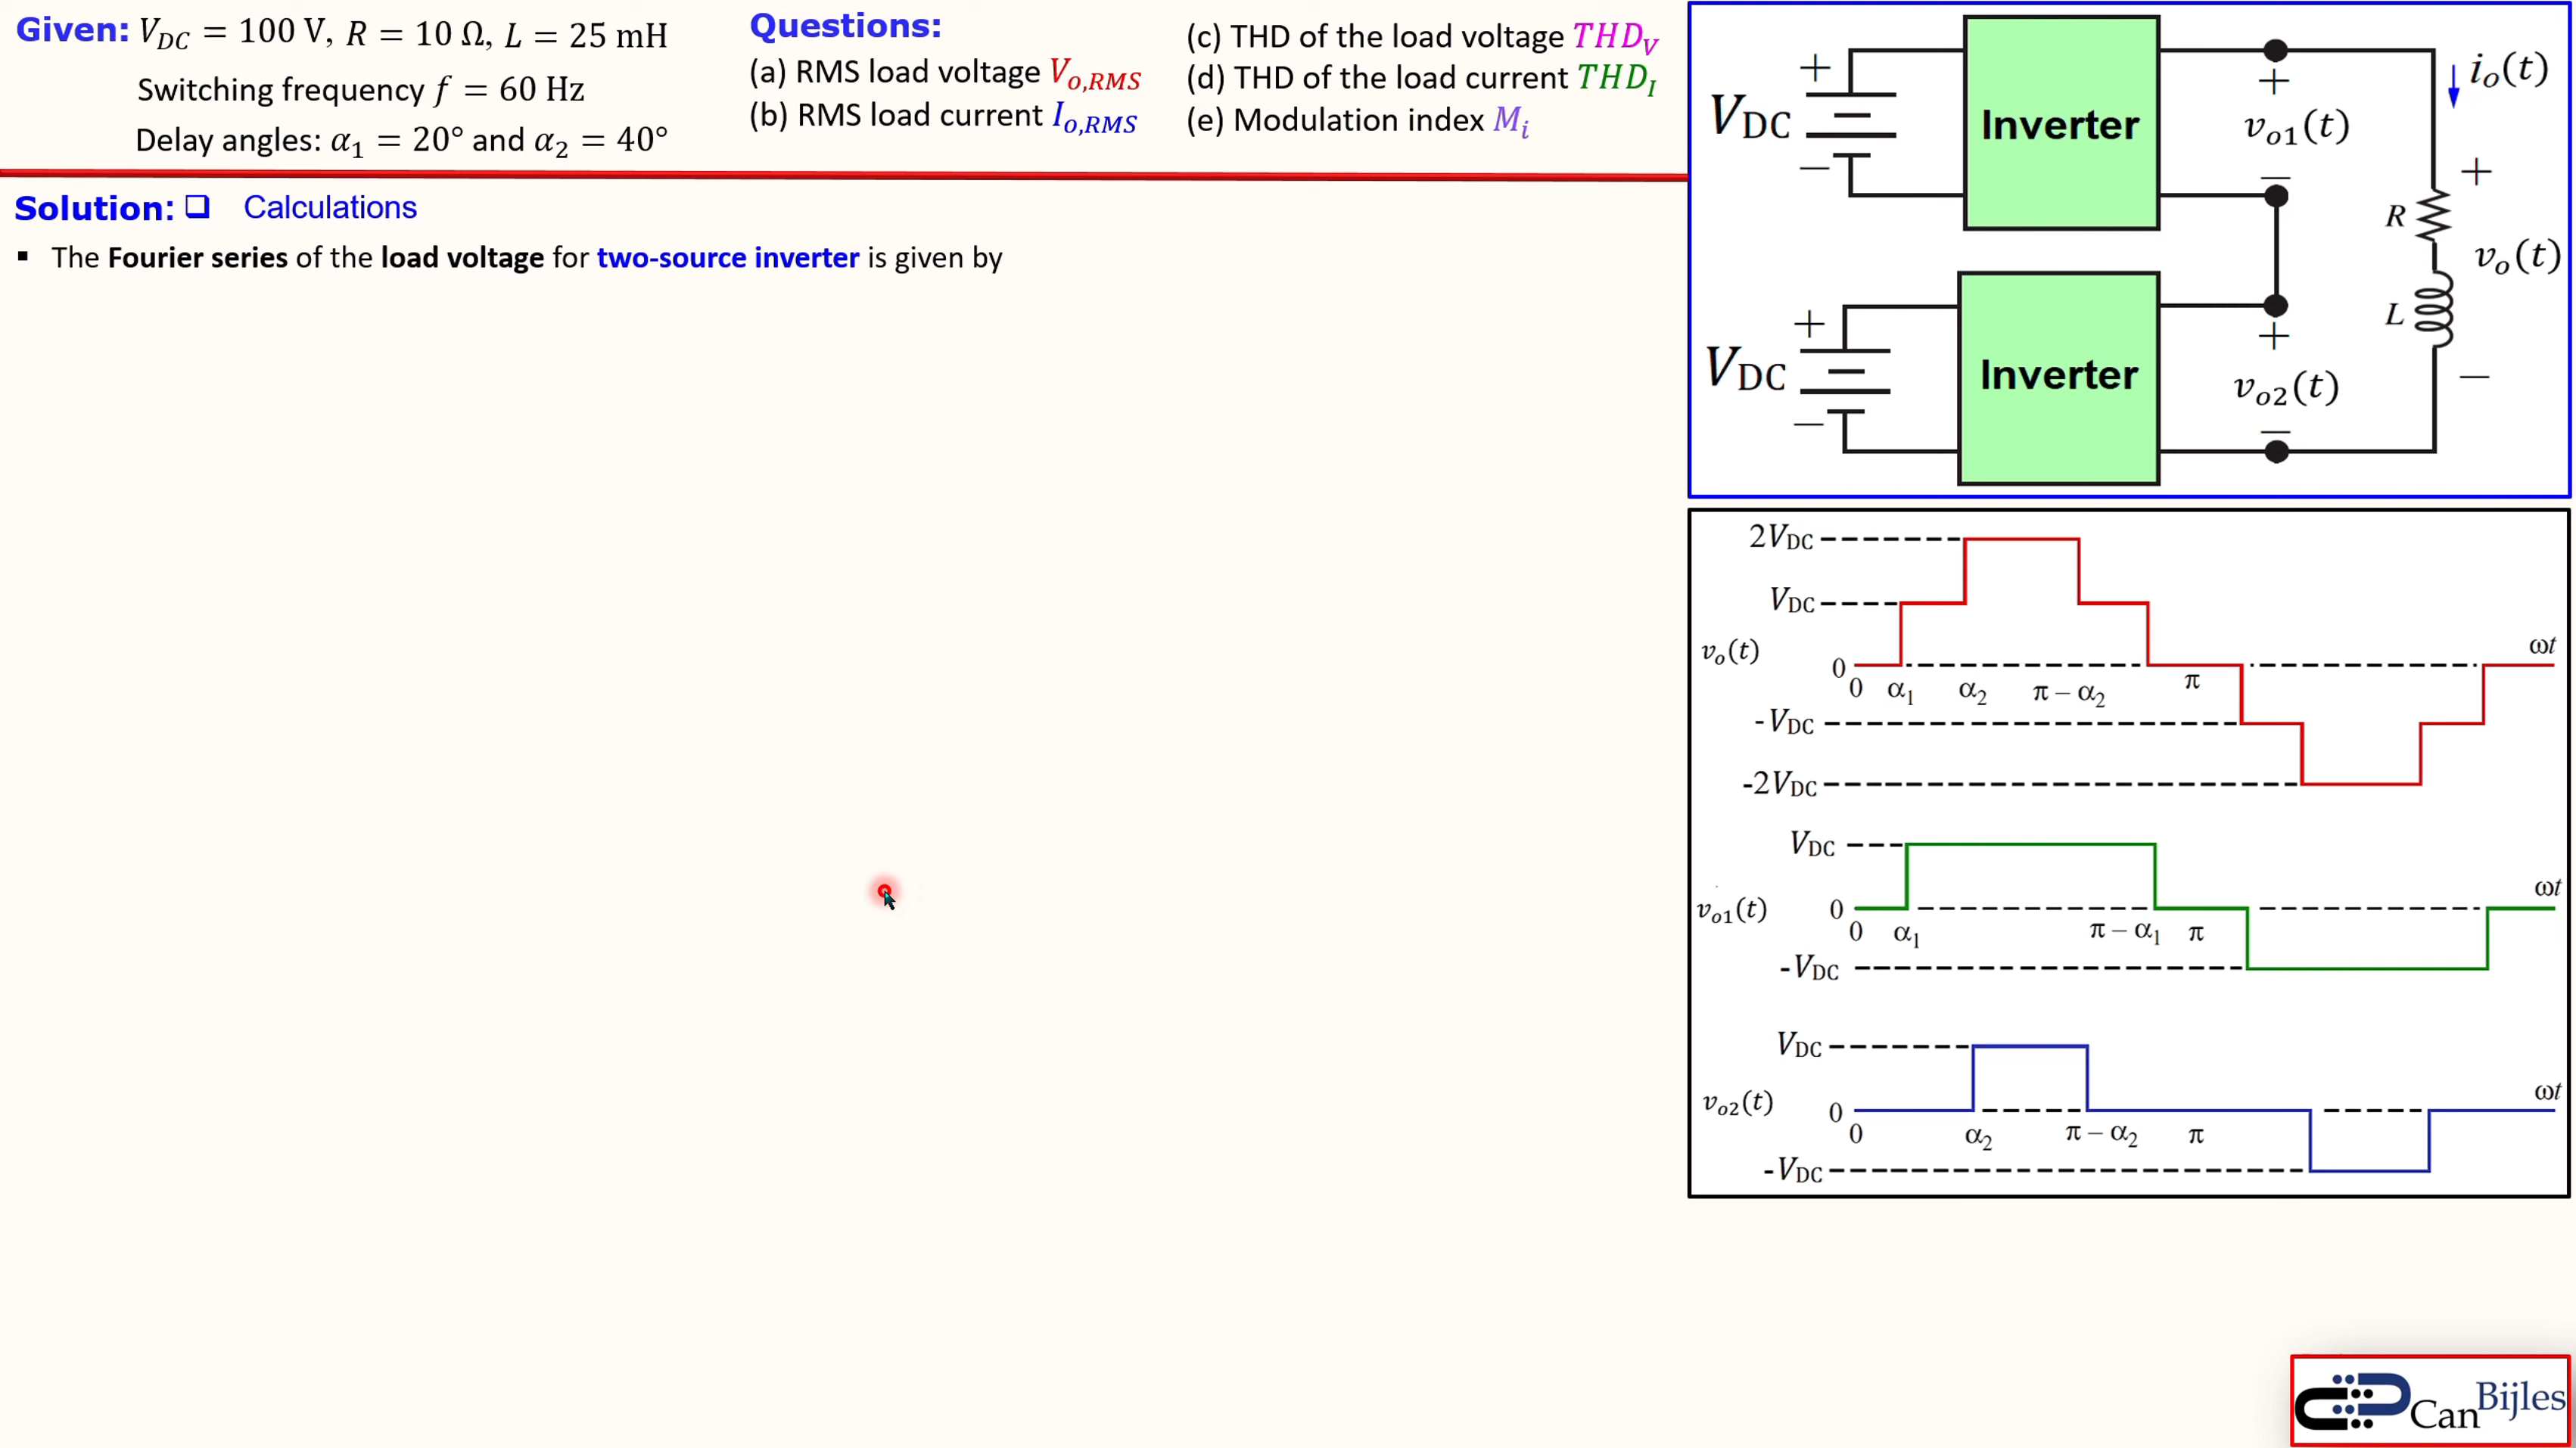 Given: V_DC = 100 V, R = 10 Ω, L = 25 mH
Switching frequency f = 60 Hz
Delay angles: α₁ = 20° and α₂ = 40°
Questions:
(a) RMS load voltage V_o,RMS
(b) RMS load current I_o,RMS
(c) THD of the load voltage THD_V
(d) THD of the load current THD_I
(e) Modulation index M_i
Solution: ❑ Calculations
▪ The Fourier series of the load voltage for two-source inverter is given by
V_DC
+
−
Inverter
+
v_o1(t)
−
i_o(t)
+
R
v_o(t)
L
−
V_DC
+
−
Inverter
+
v_o2(t)
−
2V_DC
V_DC
v_o(t)
0
ωt
0 α₁ α₂ π − α₂ π
-V_DC
-2V_DC
V_DC
v_o1(t)
0
ωt
0 α₁ π − α₁ π
-V_DC
V_DC
v_o2(t)
0
ωt
0 α₂ π − α₂ π
-V_DC
CanBijles